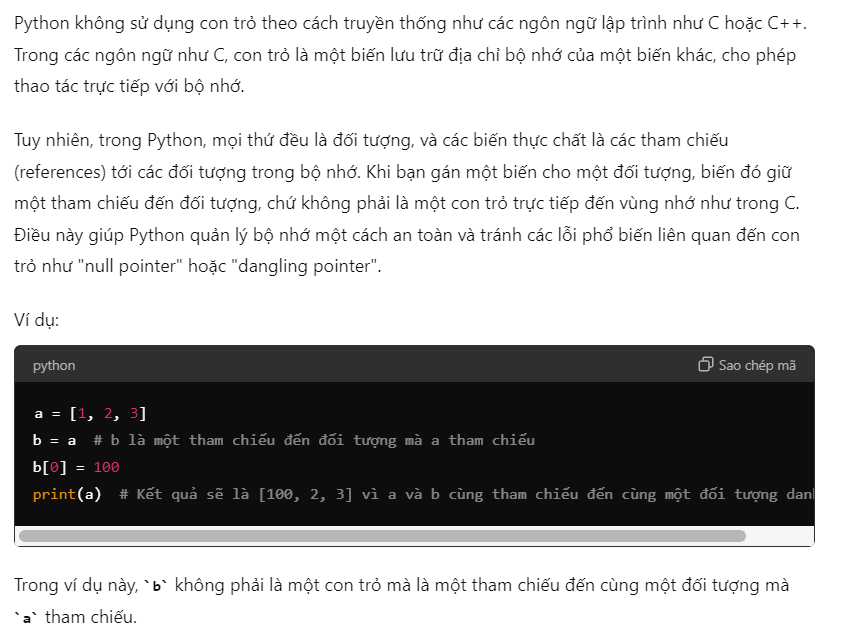 Python không sử dụng con trỏ theo cách truyền thống như các ngôn ngữ lập trình như C hoặc C++.
Trong các ngôn ngữ như C, con trỏ là một biến lưu trữ địa chỉ bộ nhớ của một biến khác, cho phép
thao tác trực tiếp với bộ nhớ.
Tuy nhiên, trong Python, mọi thứ đều là đối tượng, và các biến thực chất là các tham chiếu
(references) tới các đối tượng trong bộ nhớ. Khi bạn gán một biến cho một đối tượng, biến đó giữ
một tham chiếu đến đối tượng, chứ không phải là một con trỏ trực tiếp đến vùng nhớ như trong C.
Điều này giúp Python quản lý bộ nhớ một cách an toàn và tránh các lỗi phổ biến liên quan đến con
trỏ như "null pointer" hoặc "dangling pointer".
Ví dụ:
python Sao chép mã
a = [1, 2, 3]
b = a  # b là một tham chiếu đến đối tượng mà a tham chiếu
b[0] = 100
print(a)  # Kết quả sẽ là [100, 2, 3] vì a và b cùng tham chiếu đến cùng một đối tượng
Trong ví dụ này, `b` không phải là một con trỏ mà là một tham chiếu đến cùng một đối tượng mà
`a` tham chiếu.